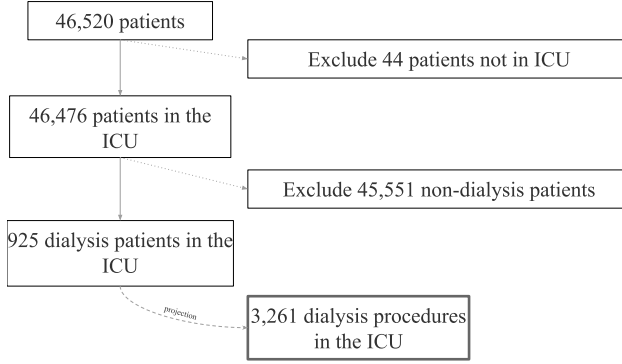 46,520 patients
Exclude 44 patients not in ICU
46,476 patients in the
ICU
Exclude 45,551 non-dialysis patients
925 dialysis patients in the
ICU
projection
3,261 dialysis procedures
in the ICU